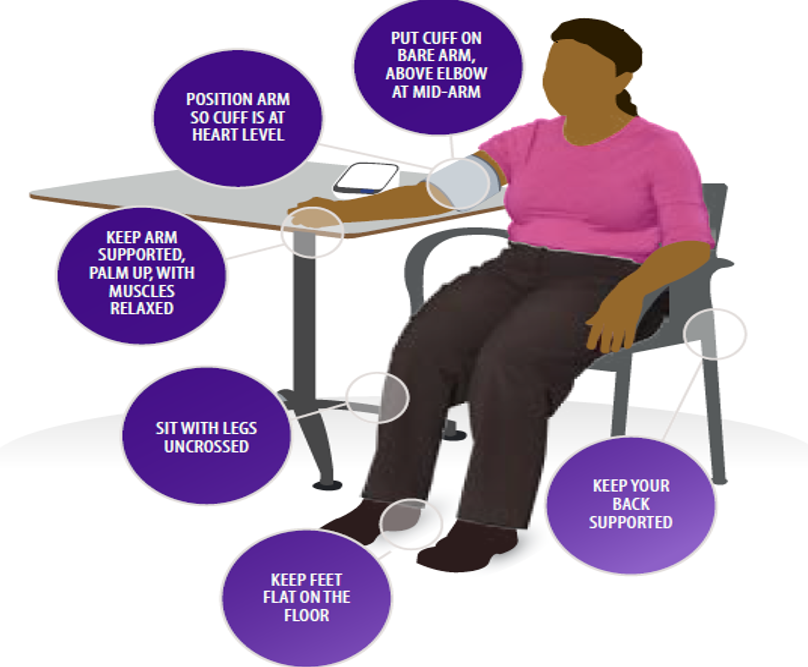 PUT CUFF ON
BARE ARM,
ABOVE ELBOW
AT MID-ARM
POSITION ARM
SO CUFF IS AT
HEART LEVEL
KEEP ARM
SUPPORTED,
PALM UP, WITH
MUSCLES
RELAXED
SIT WITH LEGS
UNCROSSED
KEEP YOUR
BACK
SUPPORTED
KEEP FEET
FLAT ON THE
FLOOR